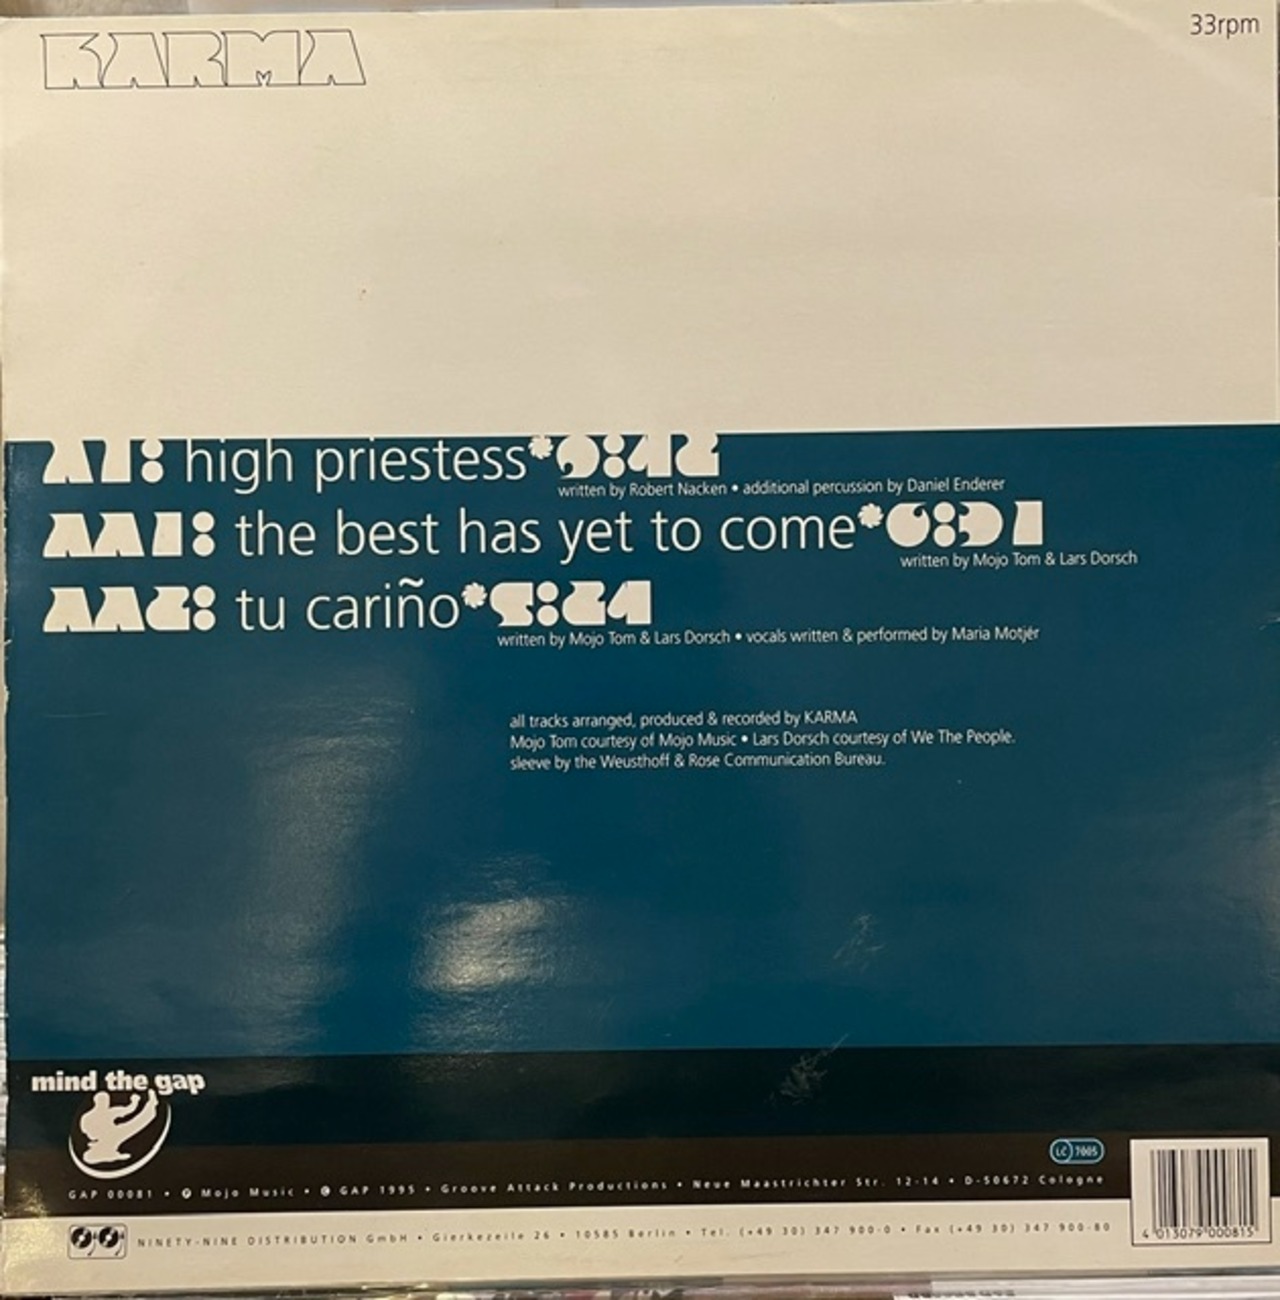 KARMA
33rpm
A1: high priestess*9:42
written by Robert Nacken • additional percussion by Daniel Enderer
AA1: the best has yet to come*6:51
written by Mojo Tom & Lars Dorsch
AA2: tu cariño*5:24
written by Mojo Tom & Lars Dorsch • vocals written & performed by Maria Motjér
all tracks arranged, produced & recorded by KARMA
Mojo Tom courtesy of Mojo Music • Lars Dorsch courtesy of We The People.
sleeve by the Weusthoff & Rose Communication Bureau.
mind the gap
LC 7005
GAP 00081 • ℗ Mojo Music • © GAP 1995 • Groove Attack Productions • Neue Maastrichter Str. 12-14 • D-50672 Cologne
NINETY-NINE DISTRIBUTION GmbH • Gierkezeile 26 • 10585 Berlin • Tel. (+49 30) 347 900-0 • Fax (+49 30) 347 900-80
4 013079 000815